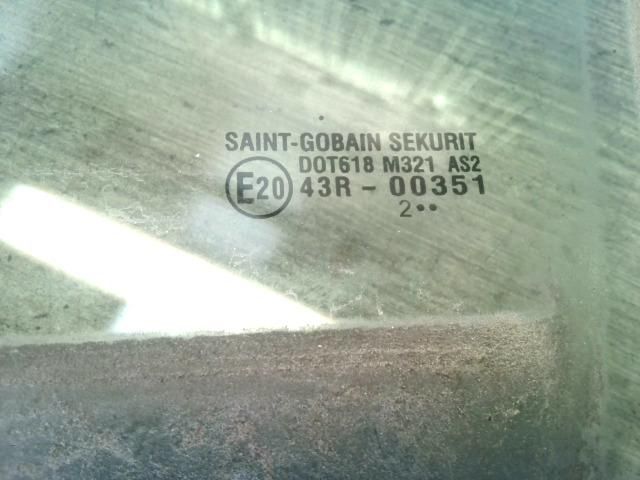 SAINT-GOBAIN SEKURIT
DOT618 M321 AS2
E20 43R - 00351
2••